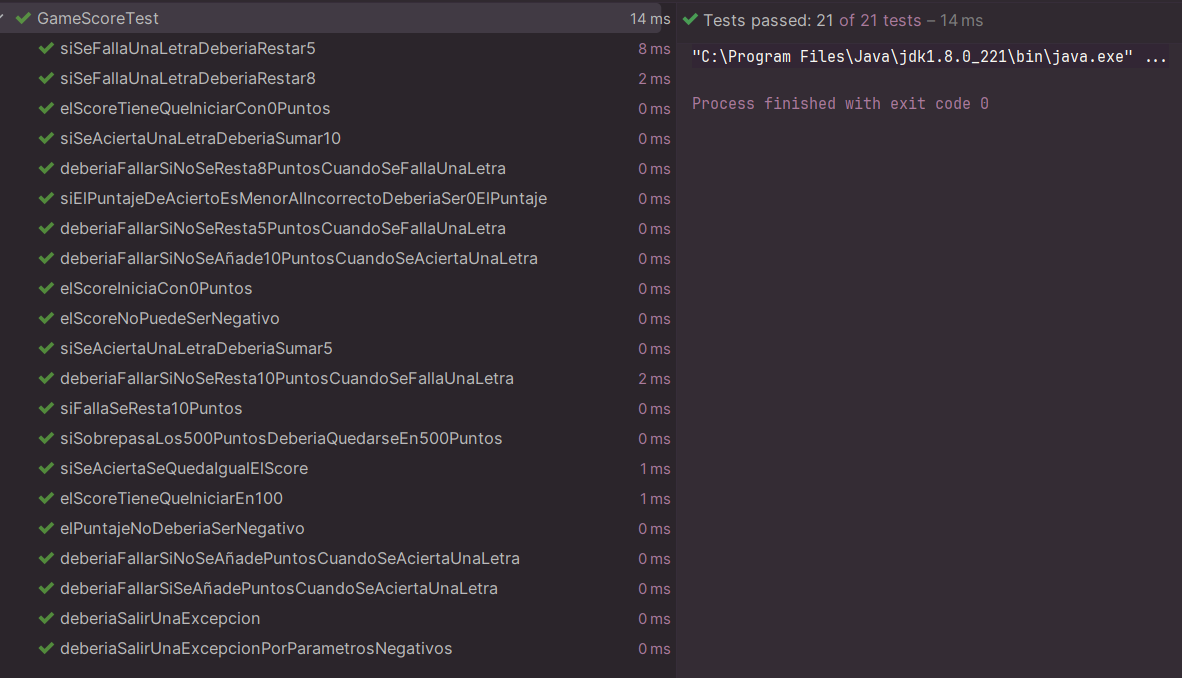 GameScoreTest 14 ms
siSeFallaUnaLetraDeberiaRestar5 8 ms
siSeFallaUnaLetraDeberiaRestar8 2 ms
elScoreTieneQueIniciarCon0Puntos 0 ms
siSeAciertaUnaLetraDeberiaSumar10 0 ms
deberiaFallarSiNoSeResta8PuntosCuandoSeFallaUnaLetra 0 ms
siElPuntajeDeAciertoEsMenorAlIncorrectoDeberiaSer0ElPuntaje 0 ms
deberiaFallarSiNoSeResta5PuntosCuandoSeFallaUnaLetra 0 ms
deberiaFallarSiNoSeAñade10PuntosCuandoSeAciertaUnaLetra 0 ms
elScoreIniciaCon0Puntos 0 ms
elScoreNoPuedeSerNegativo 0 ms
siSeAciertaUnaLetraDeberiaSumar5 0 ms
deberiaFallarSiNoSeResta10PuntosCuandoSeFallaUnaLetra 2 ms
siFallaSeResta10Puntos 0 ms
siSobrepasaLos500PuntosDeberiaQuedarseEn500Puntos 0 ms
siSeAciertaSeQuedaIgualElScore 1 ms
elScoreTieneQueIniciarEn100 1 ms
elPuntajeNoDeberiaSerNegativo 0 ms
deberiaFallarSiNoSeAñadePuntosCuandoSeAciertaUnaLetra 0 ms
deberiaFallarSiSeAñadePuntosCuandoSeAciertaUnaLetra 0 ms
deberiaSalirUnaExcepcion 0 ms
deberiaSalirUnaExcepcionPorParametrosNegativos 0 ms
Tests passed: 21 of 21 tests – 14 ms
"C:\Program Files\Java\jdk1.8.0_221\bin\java.exe" ...
Process finished with exit code 0